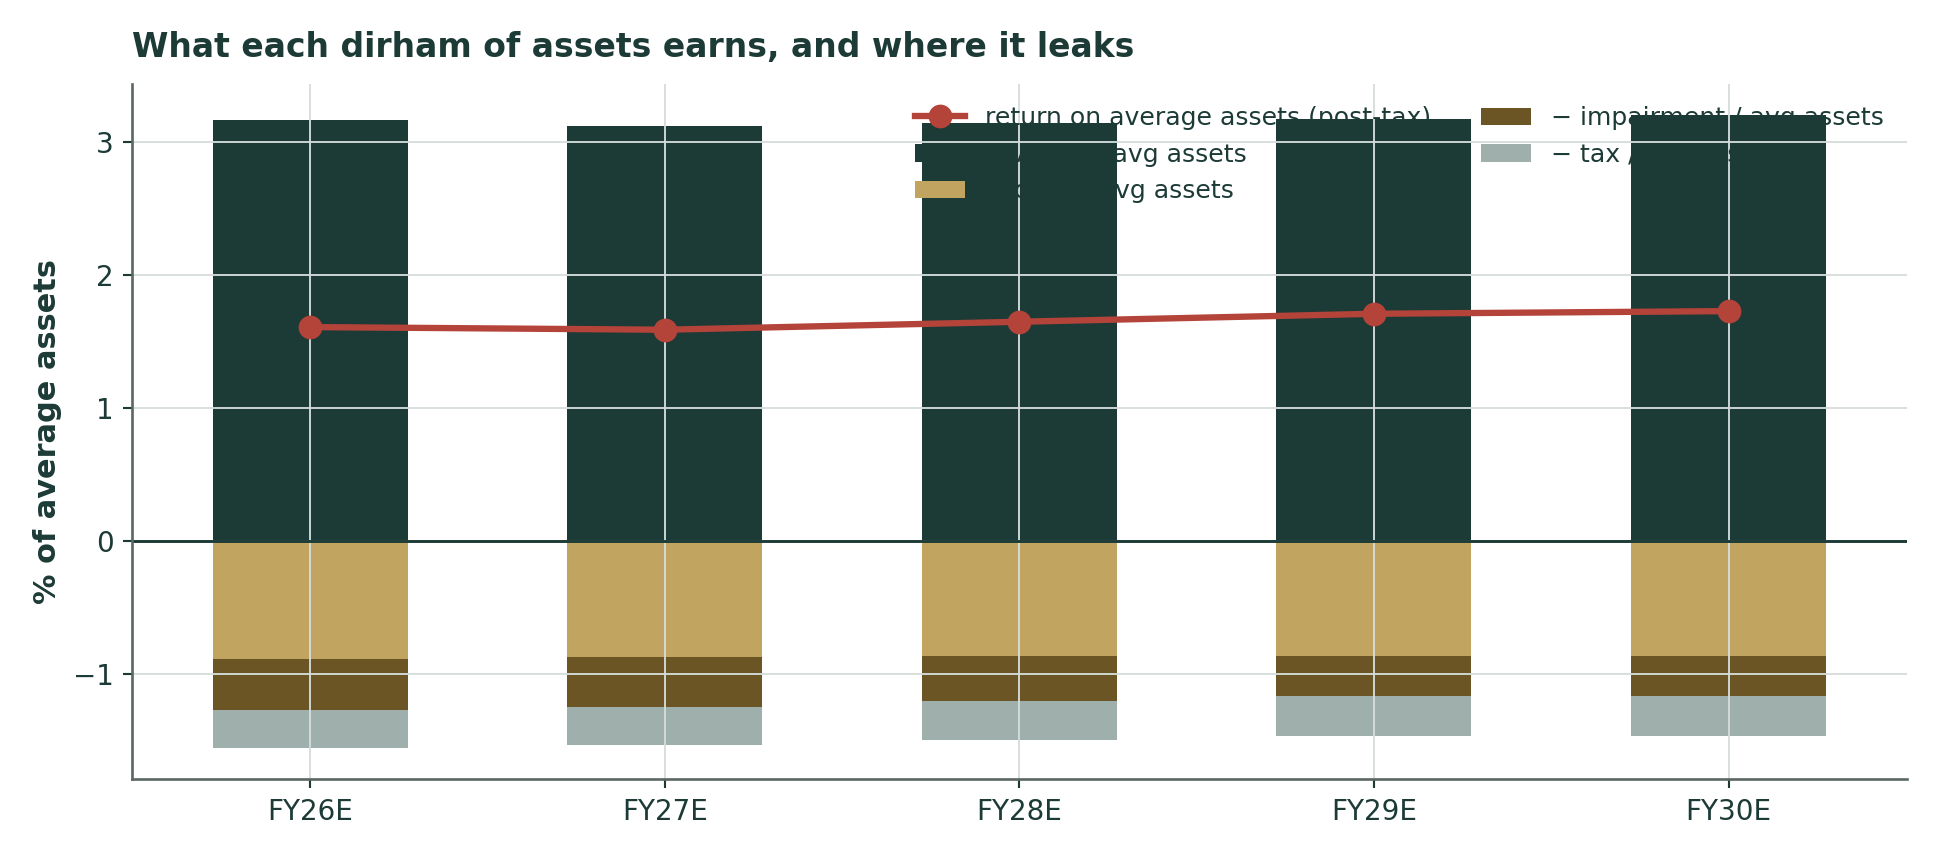 What each dirham of assets earns, and where it leaks
% of average assets
3
2
1
0
−1
return on average assets (post-tax)
avg assets
avg assets
− impairment / avg assets
− tax /
FY26E
FY27E
FY28E
FY29E
FY30E